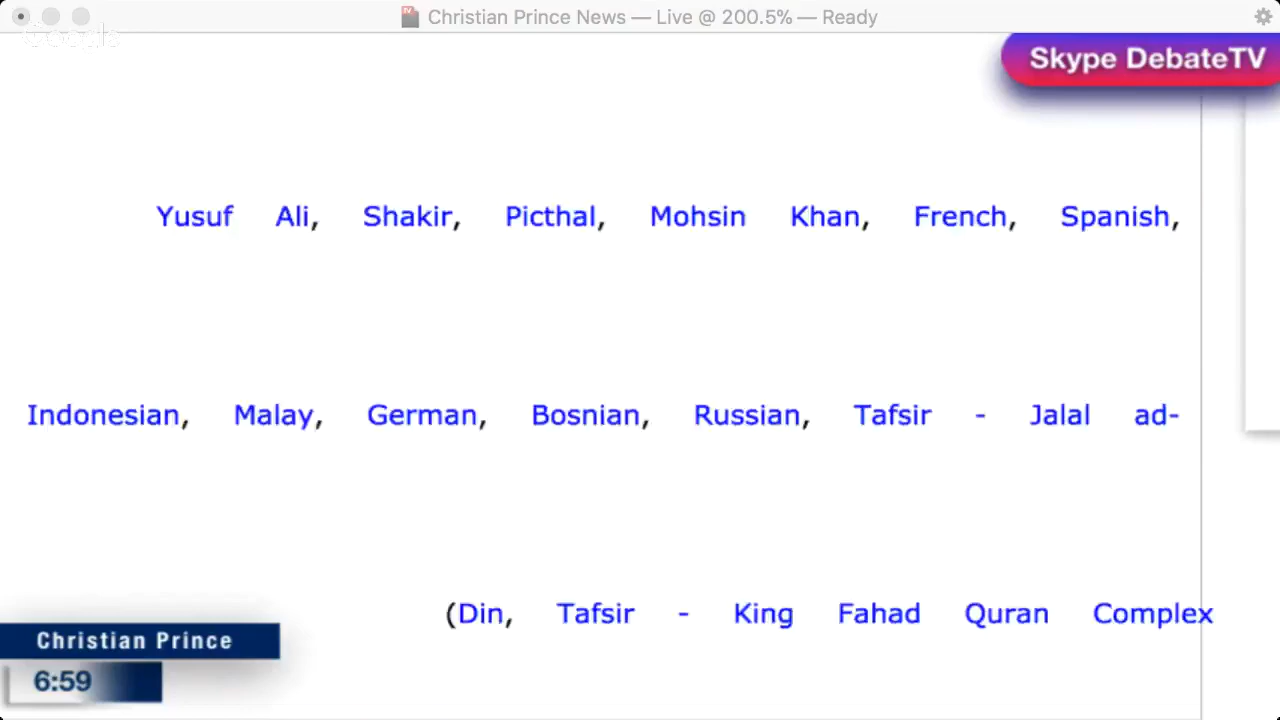 Christian Prince News — Live @ 200.5% — Ready
Google
Skype DebateTV
Yusuf Ali, Shakir, Picthal, Mohsin Khan, French, Spanish,
Indonesian, Malay, German, Bosnian, Russian, Tafsir - Jalal ad-
(Din, Tafsir - King Fahad Quran Complex
Christian Prince
6:59